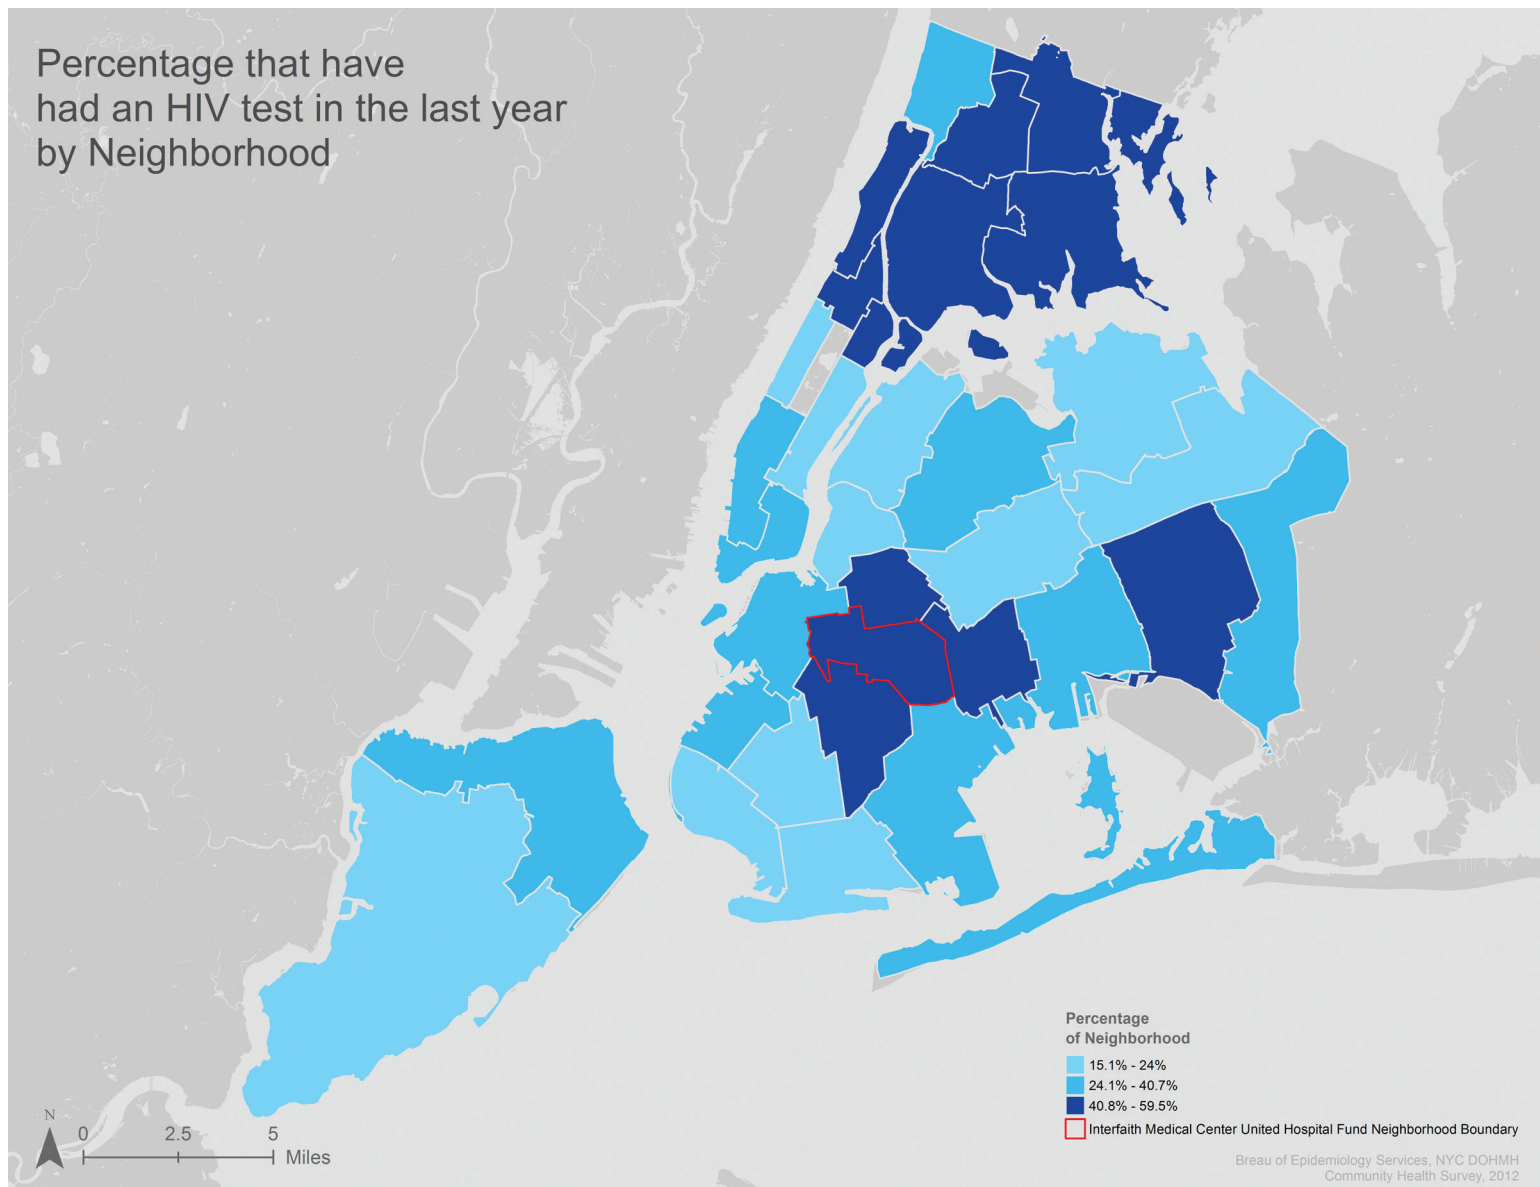 Percentage that have
had an HIV test in the last year
by Neighborhood
Percentage
of Neighborhood
15.1% - 24%
24.1% - 40.7%
40.8% - 59.5%
Interfaith Medical Center United Hospital Fund Neighborhood Boundary
N
0 2.5 5
Miles
Breau of Epidemiology Services, NYC DOHMH
Community Health Survey, 2012